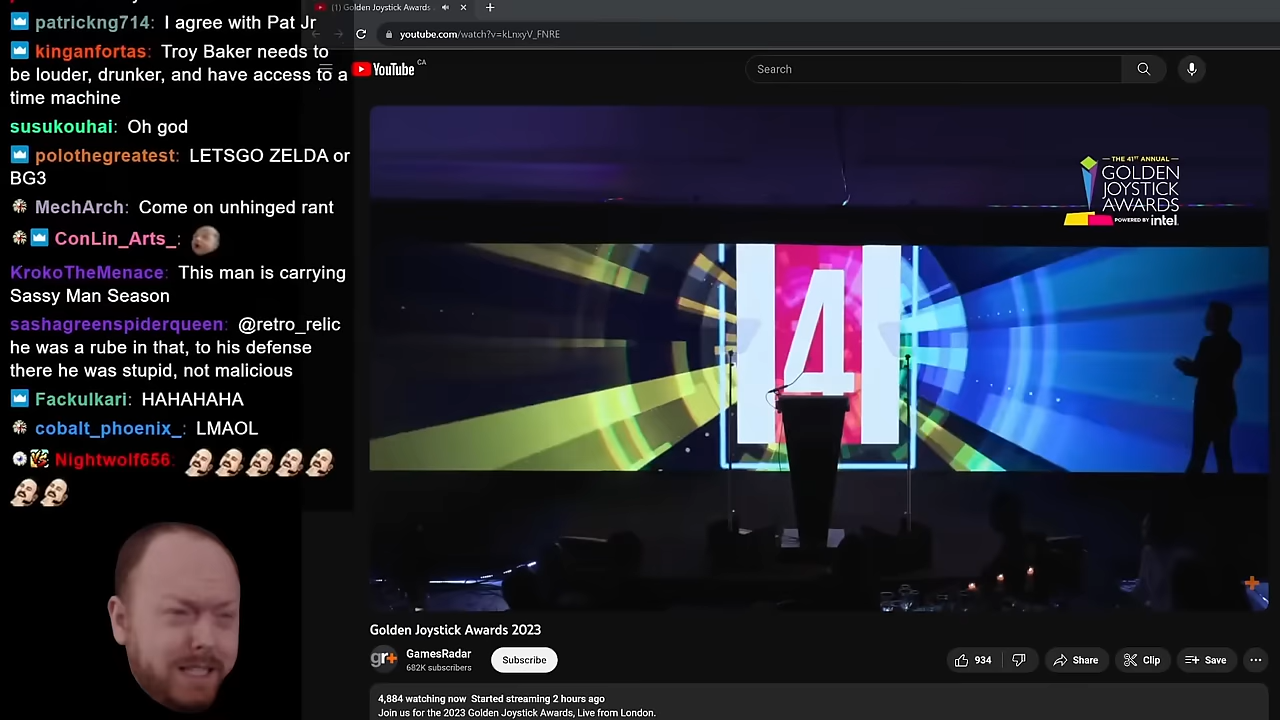 patrickng714: I agree with Pat Jr
kinganfortas: Troy Baker needs to
be louder, drunker, and have access to a
time machine
susukouhai: Oh god
polothegreatest: LETSGO ZELDA or
BG3
MechArch: Come on unhinged rant
ConLin_Arts_:
KrokoTheMenace: This man is carrying
Sassy Man Season
sashagreenspiderqueen: @retro_relic
he was a rube in that, to his defense
there he was stupid, not malicious
Fackulkari: HAHAHAHA
cobalt_phoenix_: LMAOL
Nightwolf656:
(1) Golden Joystick Awards
youtube.com/watch?v=kLnxyV_FNRE
YouTube CA
Search
THE 41ST ANNUAL
GOLDEN
JOYSTICK
AWARDS
POWERED BY intel.
4
Golden Joystick Awards 2023
gr+
GamesRadar
682K subscribers
Subscribe
934
Share
Clip
Save
4,884 watching now Started streaming 2 hours ago
Join us for the 2023 Golden Joystick Awards, Live from London.